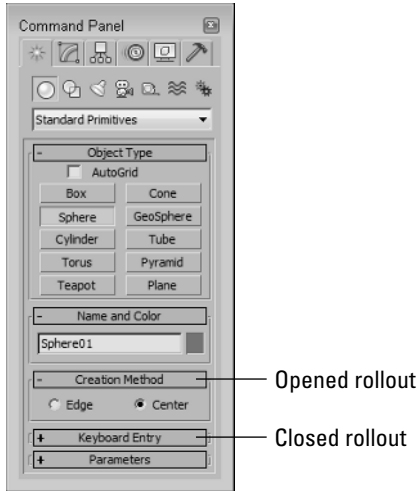 Command Panel
Standard Primitives
- Object Type
AutoGrid
Box Cone
Sphere GeoSphere
Cylinder Tube
Torus Pyramid
Teapot Plane
- Name and Color
Sphere01
- Creation Method Opened rollout
Edge Center
+ Keyboard Entry Closed rollout
+ Parameters